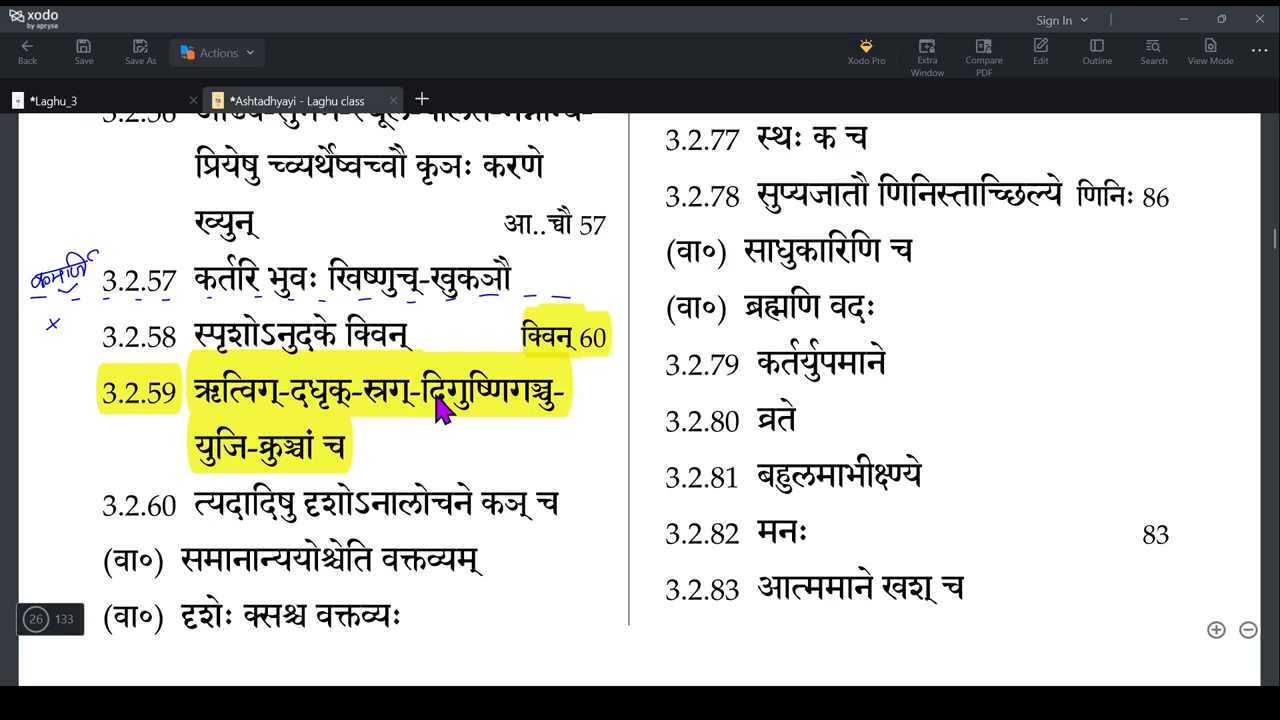 xodo
by apryse
Sign In
Back
Save
Save As
Actions
Xodo Pro
Extra Window
Compare PDF
Edit
Outline
Search
View Mode
*Laghu_3
*Ashtadhyayi - Laghu class
प्रियेषु च्व्यर्थेष्वच्वौ कृञः करणे
ख्युन् आ..च्वौ 57
कर्मणि 3.2.57 कर्तरि भुवः खिष्णुच्-खुकञौ
×
3.2.58 स्पृशोऽनुदके क्विन् क्विन् 60
3.2.59 ऋत्विग्-दधृक्-स्रग्-दिगुष्णिगञ्चु-
युजि-क्रुञ्चां च
3.2.60 त्यदादिषु दृशोऽनालोचने कञ् च
(वा०) समानान्ययोश्चेति वक्तव्यम्
(वा०) दृशेः क्सश्च वक्तव्यः
3.2.77 स्थः क च
3.2.78 सुप्यजातौ णिनिस्ताच्छिल्ये णिनिः 86
(वा०) साधुकारिणि च
(वा०) ब्रह्मणि वदः
3.2.79 कर्तर्युपमाने
3.2.80 व्रते
3.2.81 बहुलमाभीक्ष्ण्ये
3.2.82 मनः 83
3.2.83 आत्ममाने खश् च
26 133